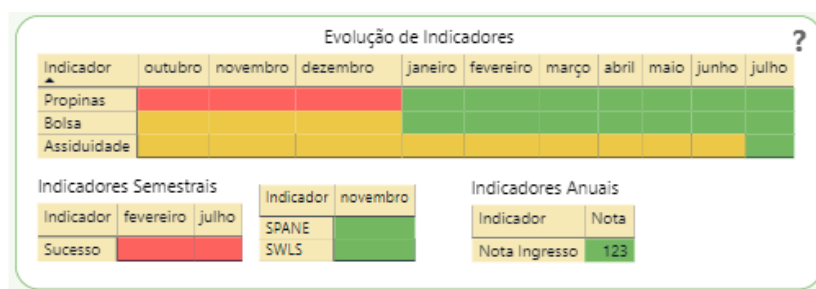 Evolução de Indicadores
?
Indicador outubro novembro dezembro janeiro fevereiro março abril maio junho julho
Propinas
Bolsa
Assiduidade
Indicadores Semestrais
Indicador fevereiro julho
Sucesso
Indicador novembro
SPANE
SWLS
Indicadores Anuais
Indicador Nota
Nota Ingresso 123